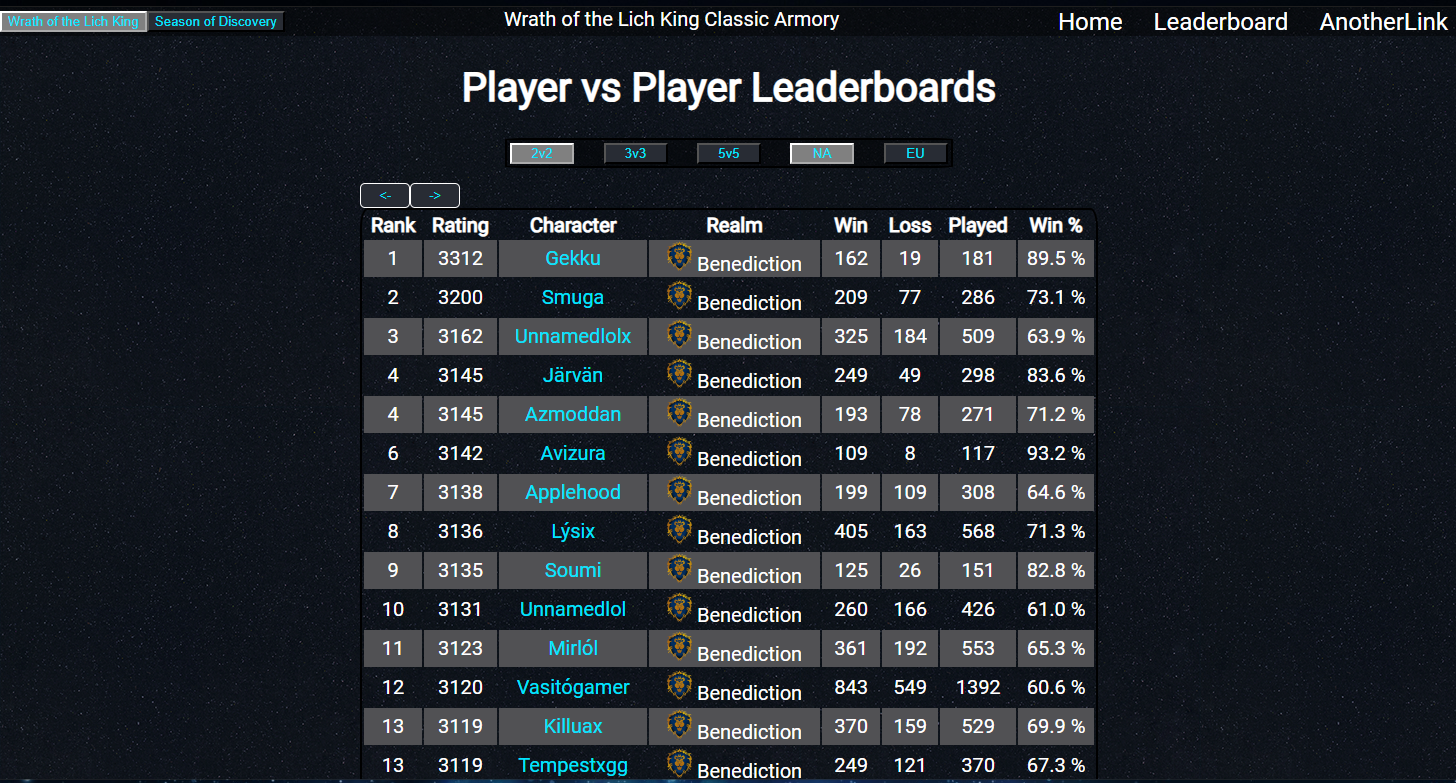 Wrath of the Lich King Season of Discovery Wrath of the Lich King Classic Armory Home Leaderboard AnotherLink
Player vs Player Leaderboards
2v2 3v3 5v5 NA EU
<- ->
Rank Rating Character Realm Win Loss Played Win %
1 3312 Gekku Benediction 162 19 181 89.5 %
2 3200 Smuga Benediction 209 77 286 73.1 %
3 3162 Unnamedlolx Benediction 325 184 509 63.9 %
4 3145 Järvän Benediction 249 49 298 83.6 %
4 3145 Azmoddan Benediction 193 78 271 71.2 %
6 3142 Avizura Benediction 109 8 117 93.2 %
7 3138 Applehood Benediction 199 109 308 64.6 %
8 3136 Lýsix Benediction 405 163 568 71.3 %
9 3135 Soumi Benediction 125 26 151 82.8 %
10 3131 Unnamedlol Benediction 260 166 426 61.0 %
11 3123 Mirlól Benediction 361 192 553 65.3 %
12 3120 Vasitógamer Benediction 843 549 1392 60.6 %
13 3119 Killuax Benediction 370 159 529 69.9 %
13 3119 Tempestxgg Benediction 249 121 370 67.3 %